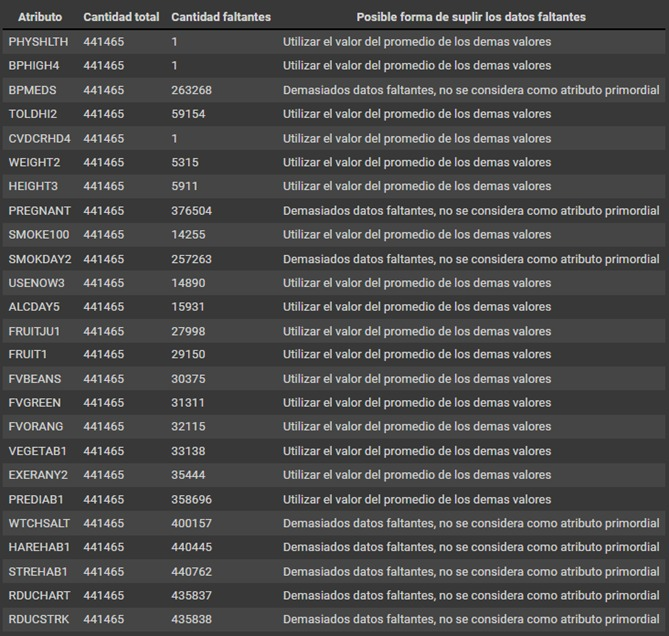 Atributo Cantidad total Cantidad faltantes Posible forma de suplir los datos faltantes
PHYSHLTH 441465 1 Utilizar el valor del promedio de los demas valores
BPHIGH4 441465 1 Utilizar el valor del promedio de los demas valores
BPMEDS 441465 263268 Demasiados datos faltantes, no se considera como atributo primordial
TOLDHI2 441465 59154 Utilizar el valor del promedio de los demas valores
CVDCRHD4 441465 1 Utilizar el valor del promedio de los demas valores
WEIGHT2 441465 5315 Utilizar el valor del promedio de los demas valores
HEIGHT3 441465 5911 Utilizar el valor del promedio de los demas valores
PREGNANT 441465 376504 Demasiados datos faltantes, no se considera como atributo primordial
SMOKE100 441465 14255 Utilizar el valor del promedio de los demas valores
SMOKDAY2 441465 257263 Demasiados datos faltantes, no se considera como atributo primordial
USENOW3 441465 14890 Utilizar el valor del promedio de los demas valores
ALCDAY5 441465 15931 Utilizar el valor del promedio de los demas valores
FRUITJU1 441465 27998 Utilizar el valor del promedio de los demas valores
FRUIT1 441465 29150 Utilizar el valor del promedio de los demas valores
FVBEANS 441465 30375 Utilizar el valor del promedio de los demas valores
FVGREEN 441465 31311 Utilizar el valor del promedio de los demas valores
FVORANG 441465 32115 Utilizar el valor del promedio de los demas valores
VEGETAB1 441465 33138 Utilizar el valor del promedio de los demas valores
EXERANY2 441465 35444 Utilizar el valor del promedio de los demas valores
PREDIAB1 441465 358696 Utilizar el valor del promedio de los demas valores
WTCHSALT 441465 400157 Demasiados datos faltantes, no se considera como atributo primordial
HAREHAB1 441465 440445 Demasiados datos faltantes, no se considera como atributo primordial
STREHAB1 441465 440762 Demasiados datos faltantes, no se considera como atributo primordial
RDUCHART 441465 435837 Demasiados datos faltantes, no se considera como atributo primordial
RDUCSTRK 441465 435838 Demasiados datos faltantes, no se considera como atributo primordial